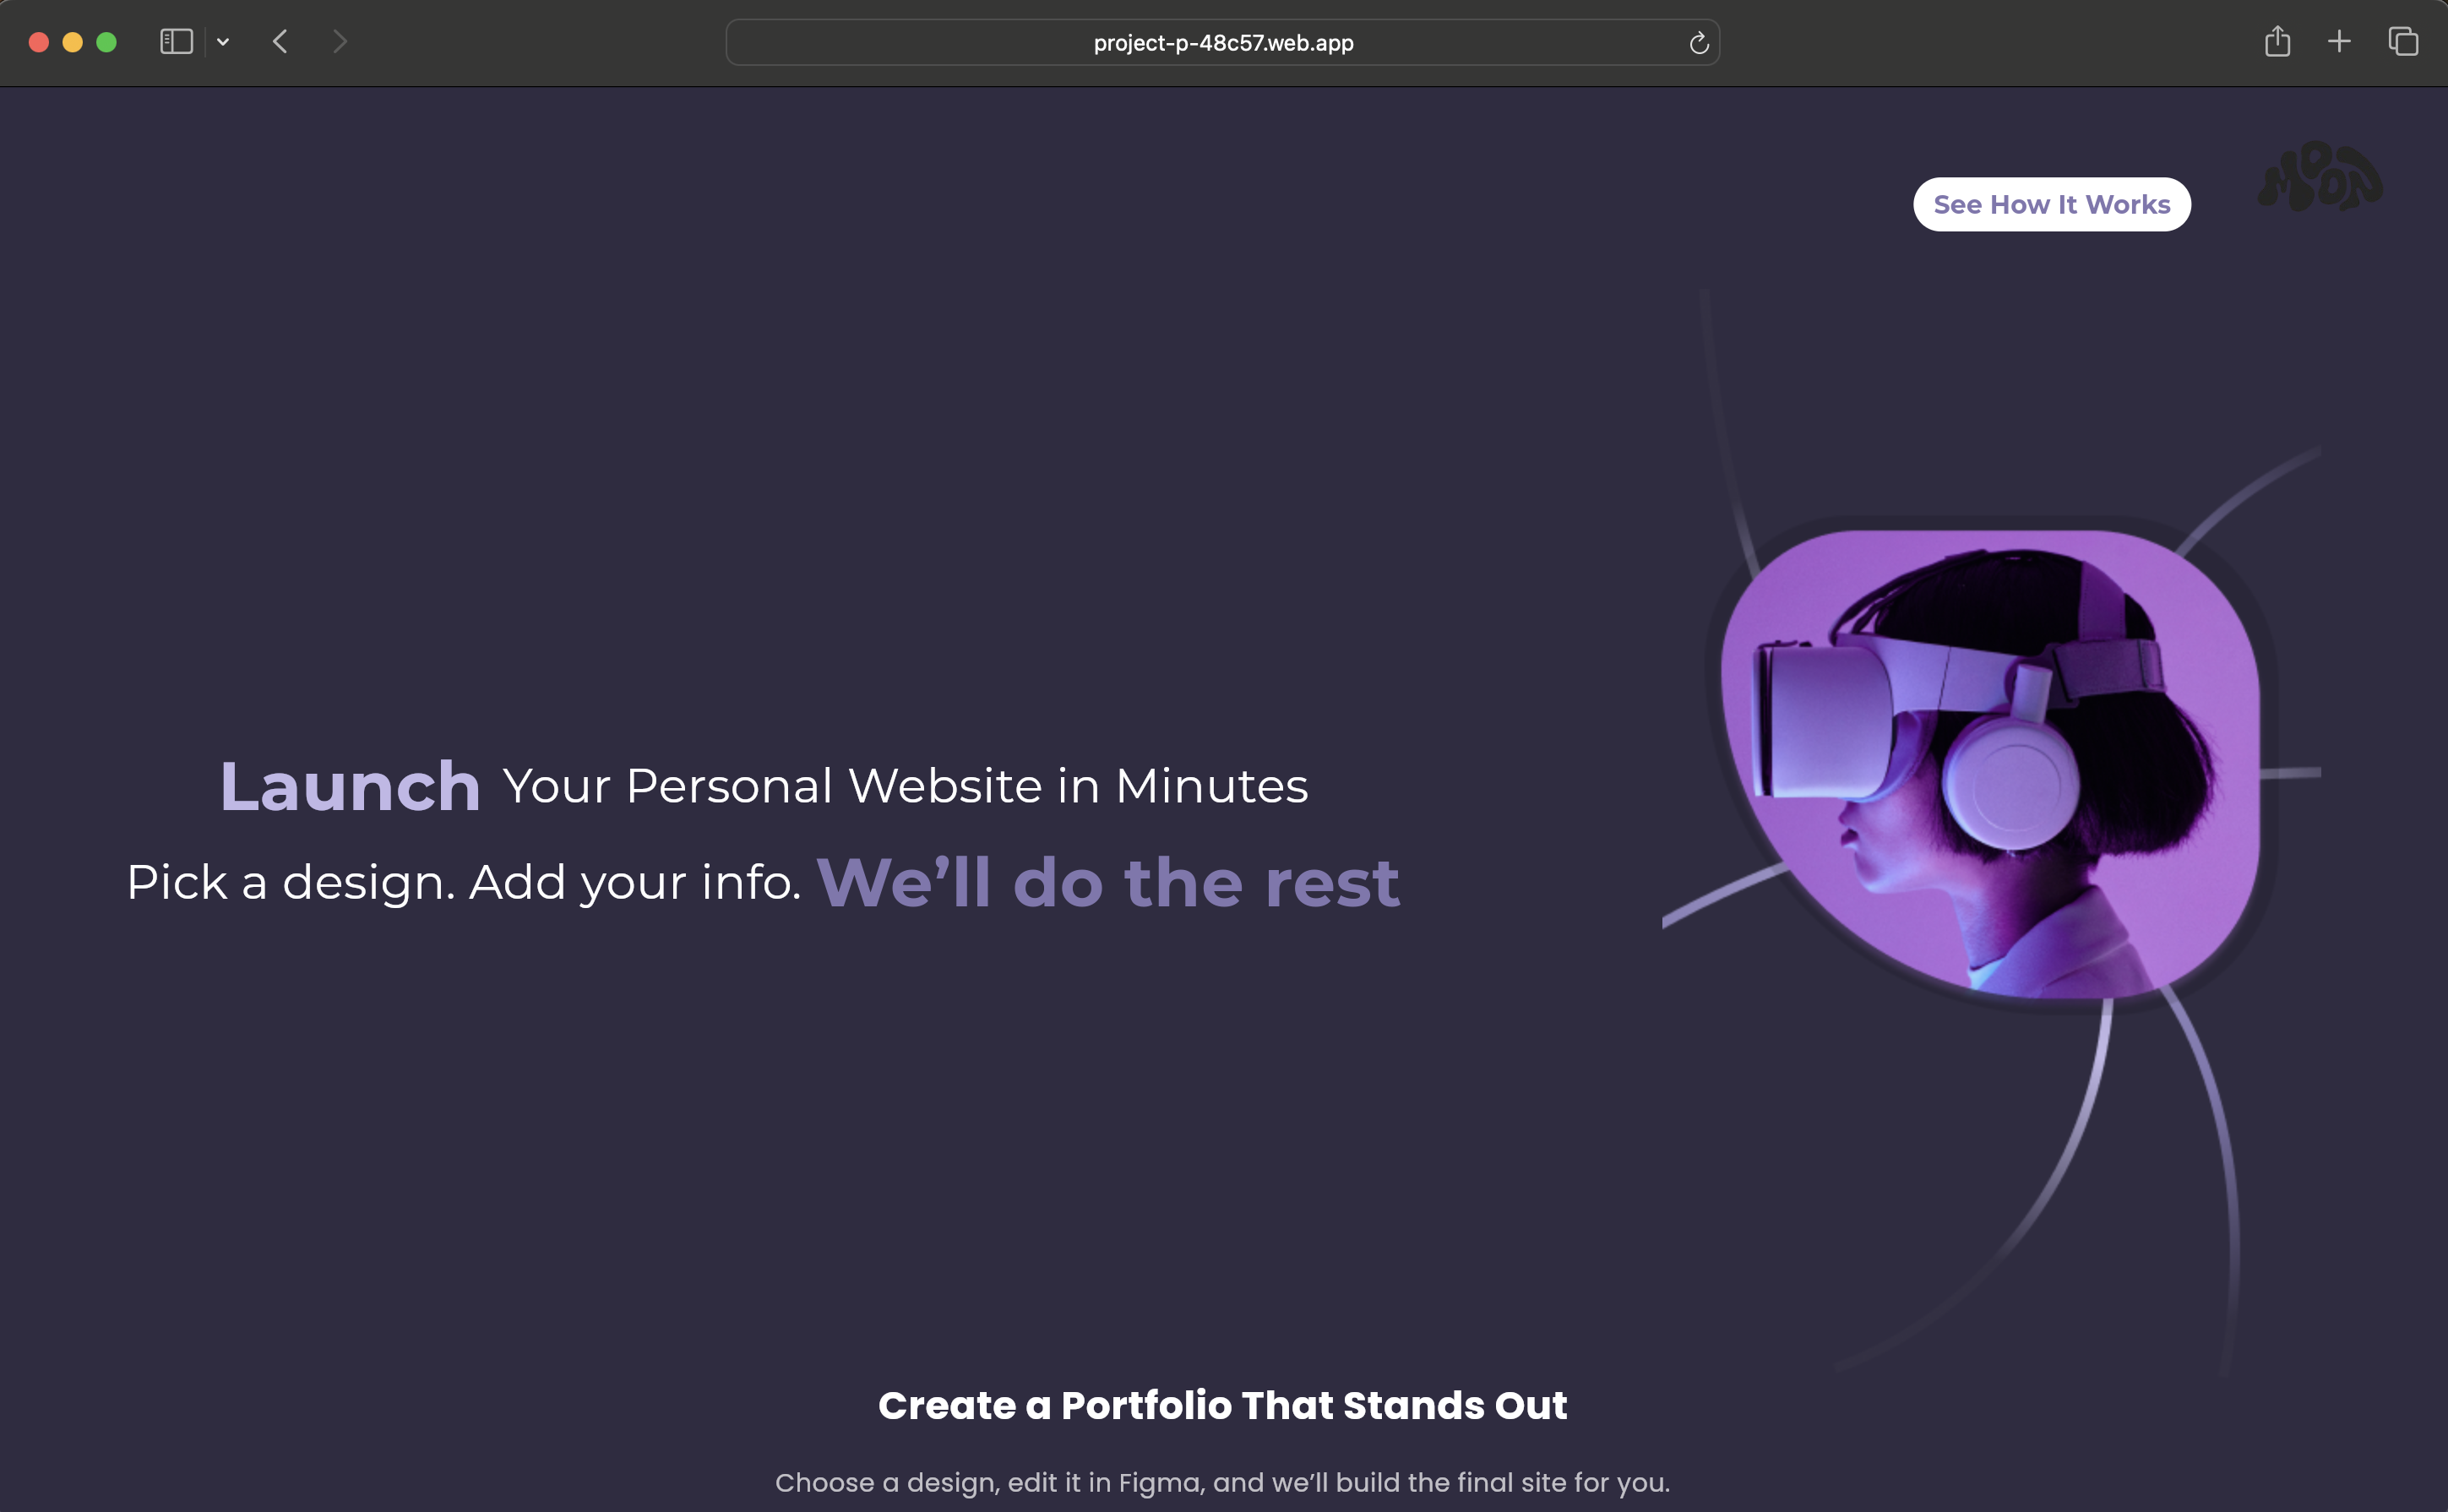 project-p-48c57.web.app
See How It Works
MOON
Launch Your Personal Website in Minutes
Pick a design. Add your info. We’ll do the rest
Create a Portfolio That Stands Out
Choose a design, edit it in Figma, and we’ll build the final site for you.